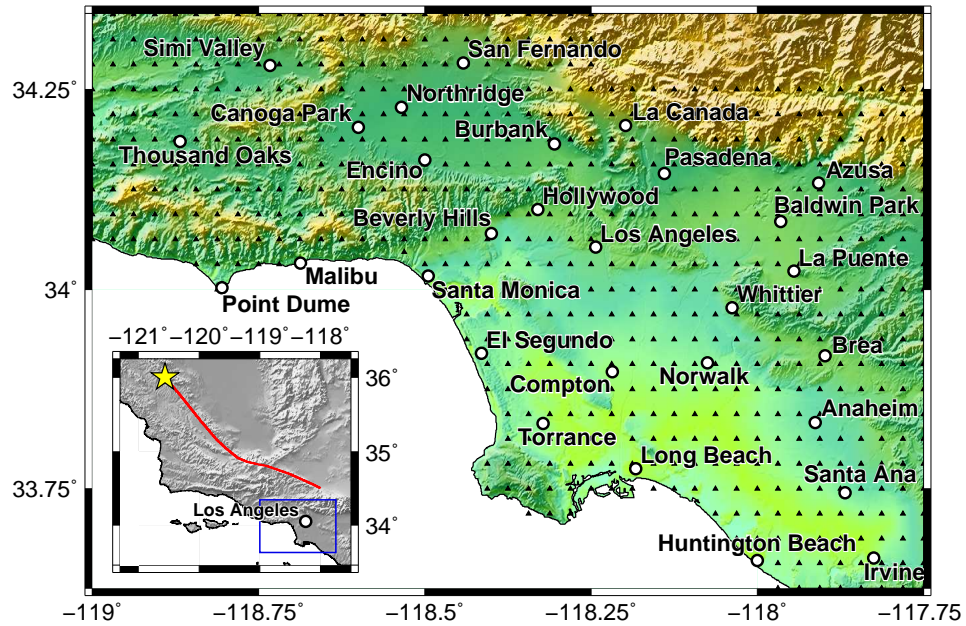 Simi Valley
San Fernando
34.25
Northridge
Canoga Park
La Canada
Burbank
Thousand Oaks
Encino
Pasadena
Azusa
Hollywood
Baldwin Park
Beverly Hills
Los Angeles
La Puente
34
Malibu
Santa Monica
Whittier
Point Dume
−121˚ −120˚ −119˚ −118˚
El Segundo
Brea
36˚
Compton
Norwalk
Anaheim
Torrance
35˚
Long Beach
Santa Ana
33.75
Los Angeles
34˚
Huntington Beach
Irvine
−119˚ −118.75 −118.5 −118.25 −118˚ −117.75